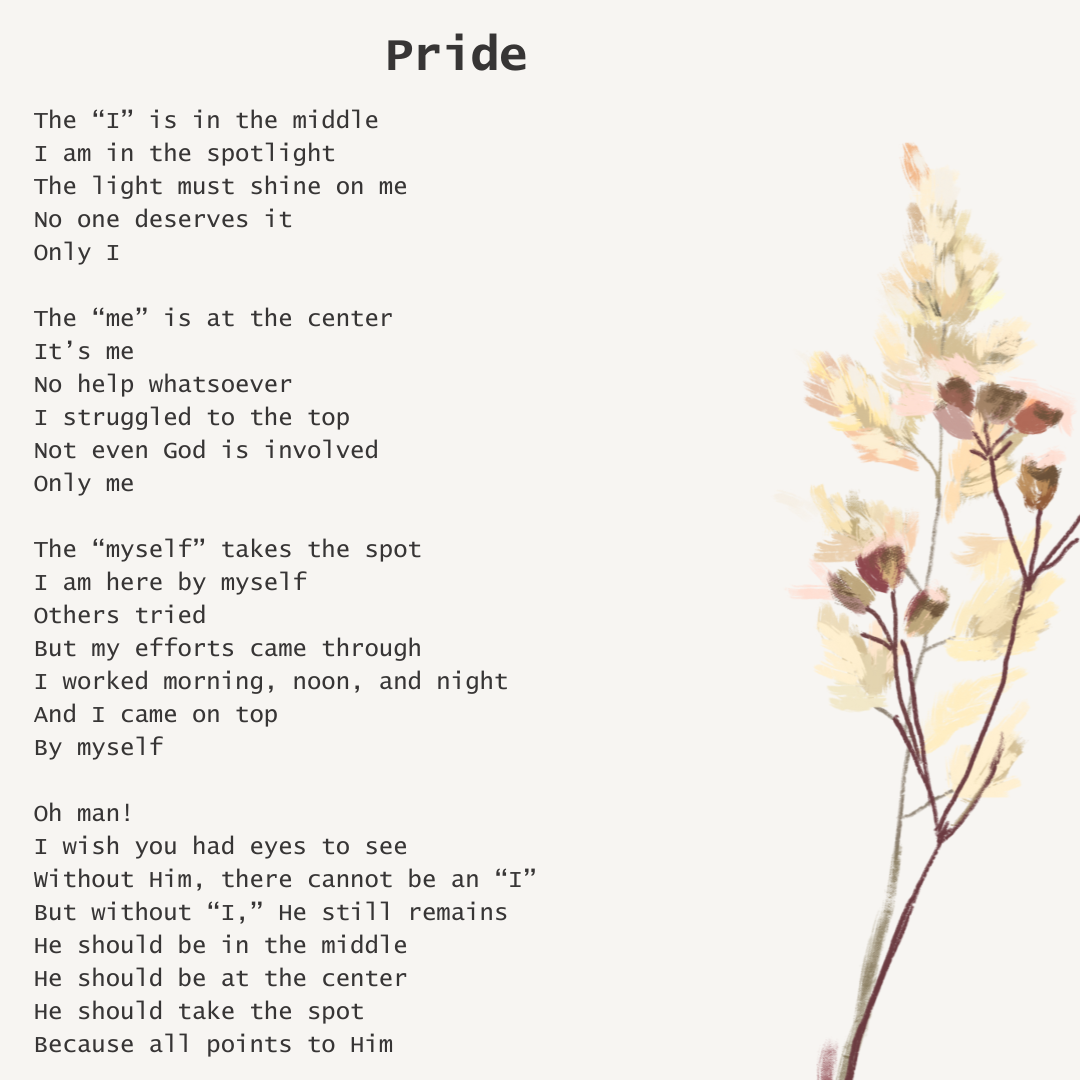 Pride
The “I” is in the middle
I am in the spotlight
The light must shine on me
No one deserves it
Only I
The “me” is at the center
It’s me
No help whatsoever
I struggled to the top
Not even God is involved
Only me
The “myself” takes the spot
I am here by myself
Others tried
But my efforts came through
I worked morning, noon, and night
And I came on top
By myself
Oh man!
I wish you had eyes to see
Without Him, there cannot be an “I”
But without “I,” He still remains
He should be in the middle
He should be at the center
He should take the spot
Because all points to Him